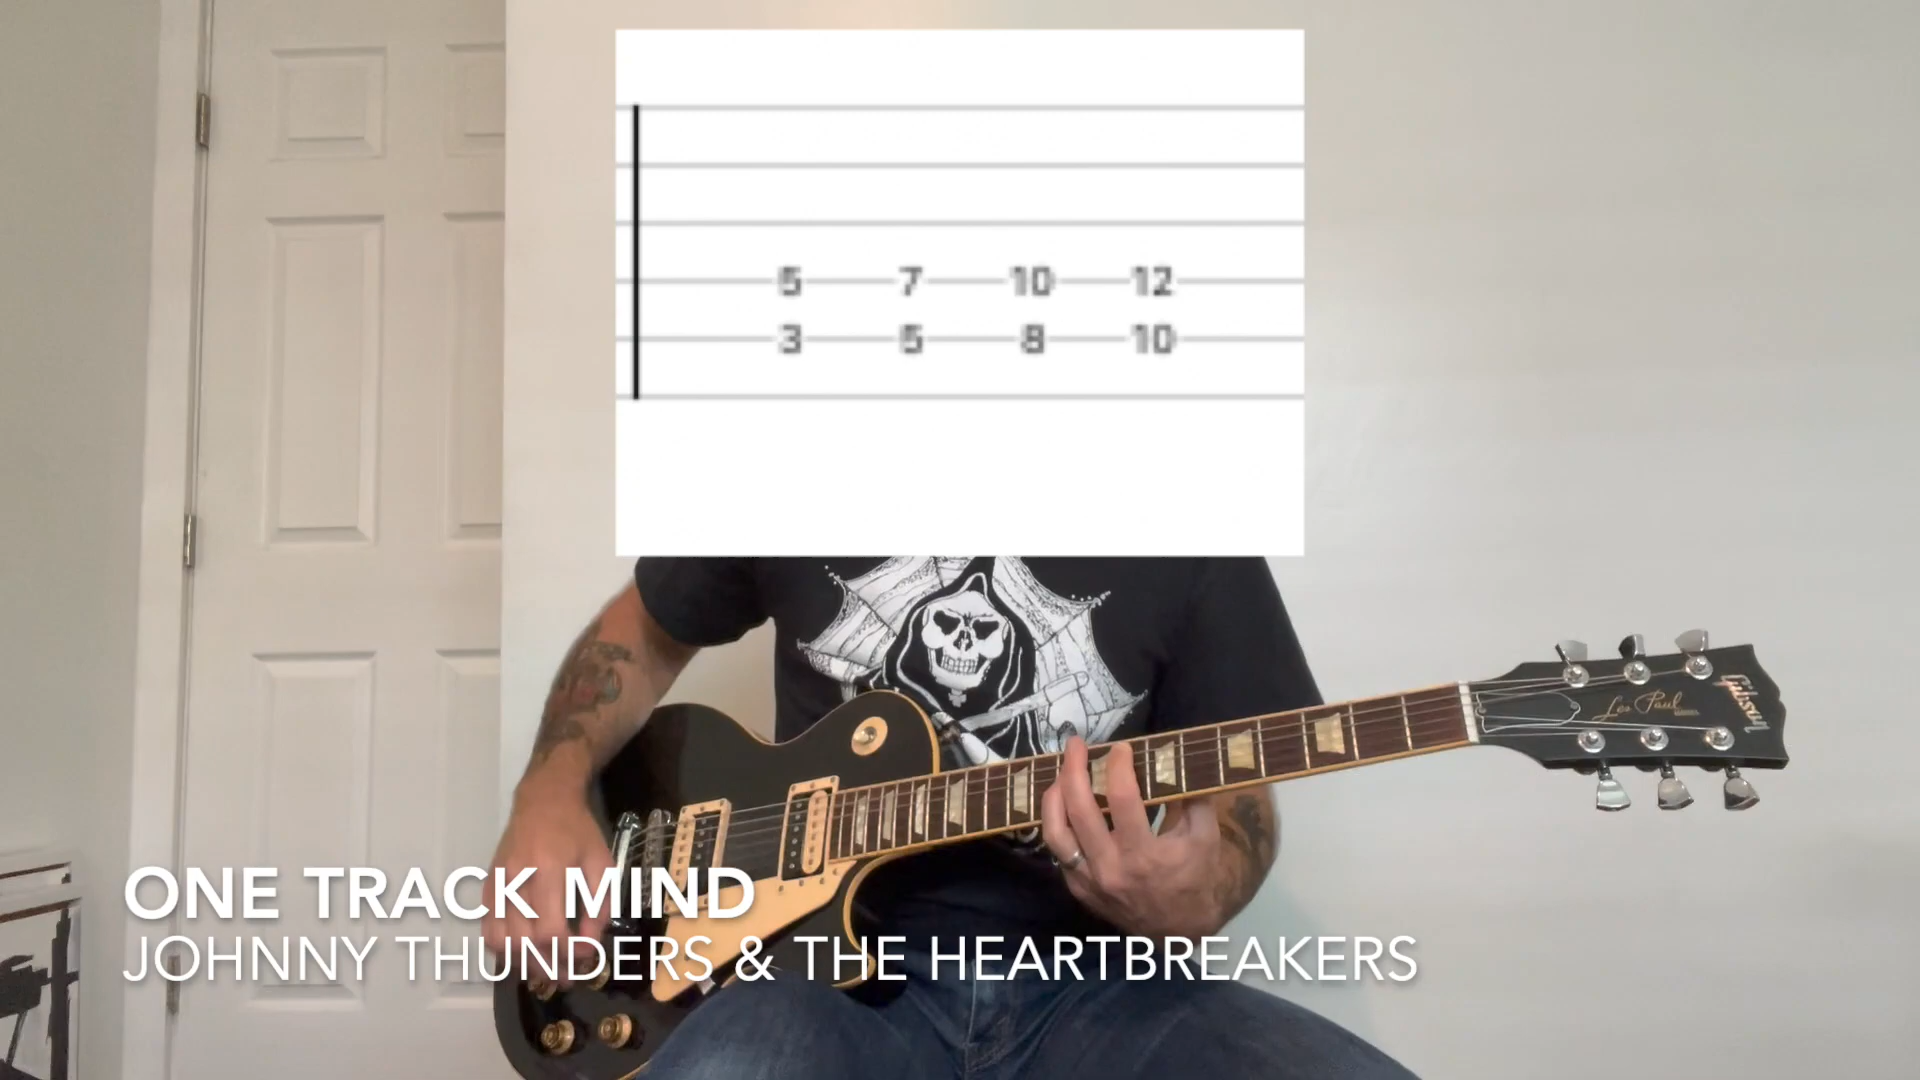 5 7 10 12
3 5 8 10
Les Paul
Gibson
ONE TRACK MIND
JOHNNY THUNDERS & THE HEARTBREAKERS